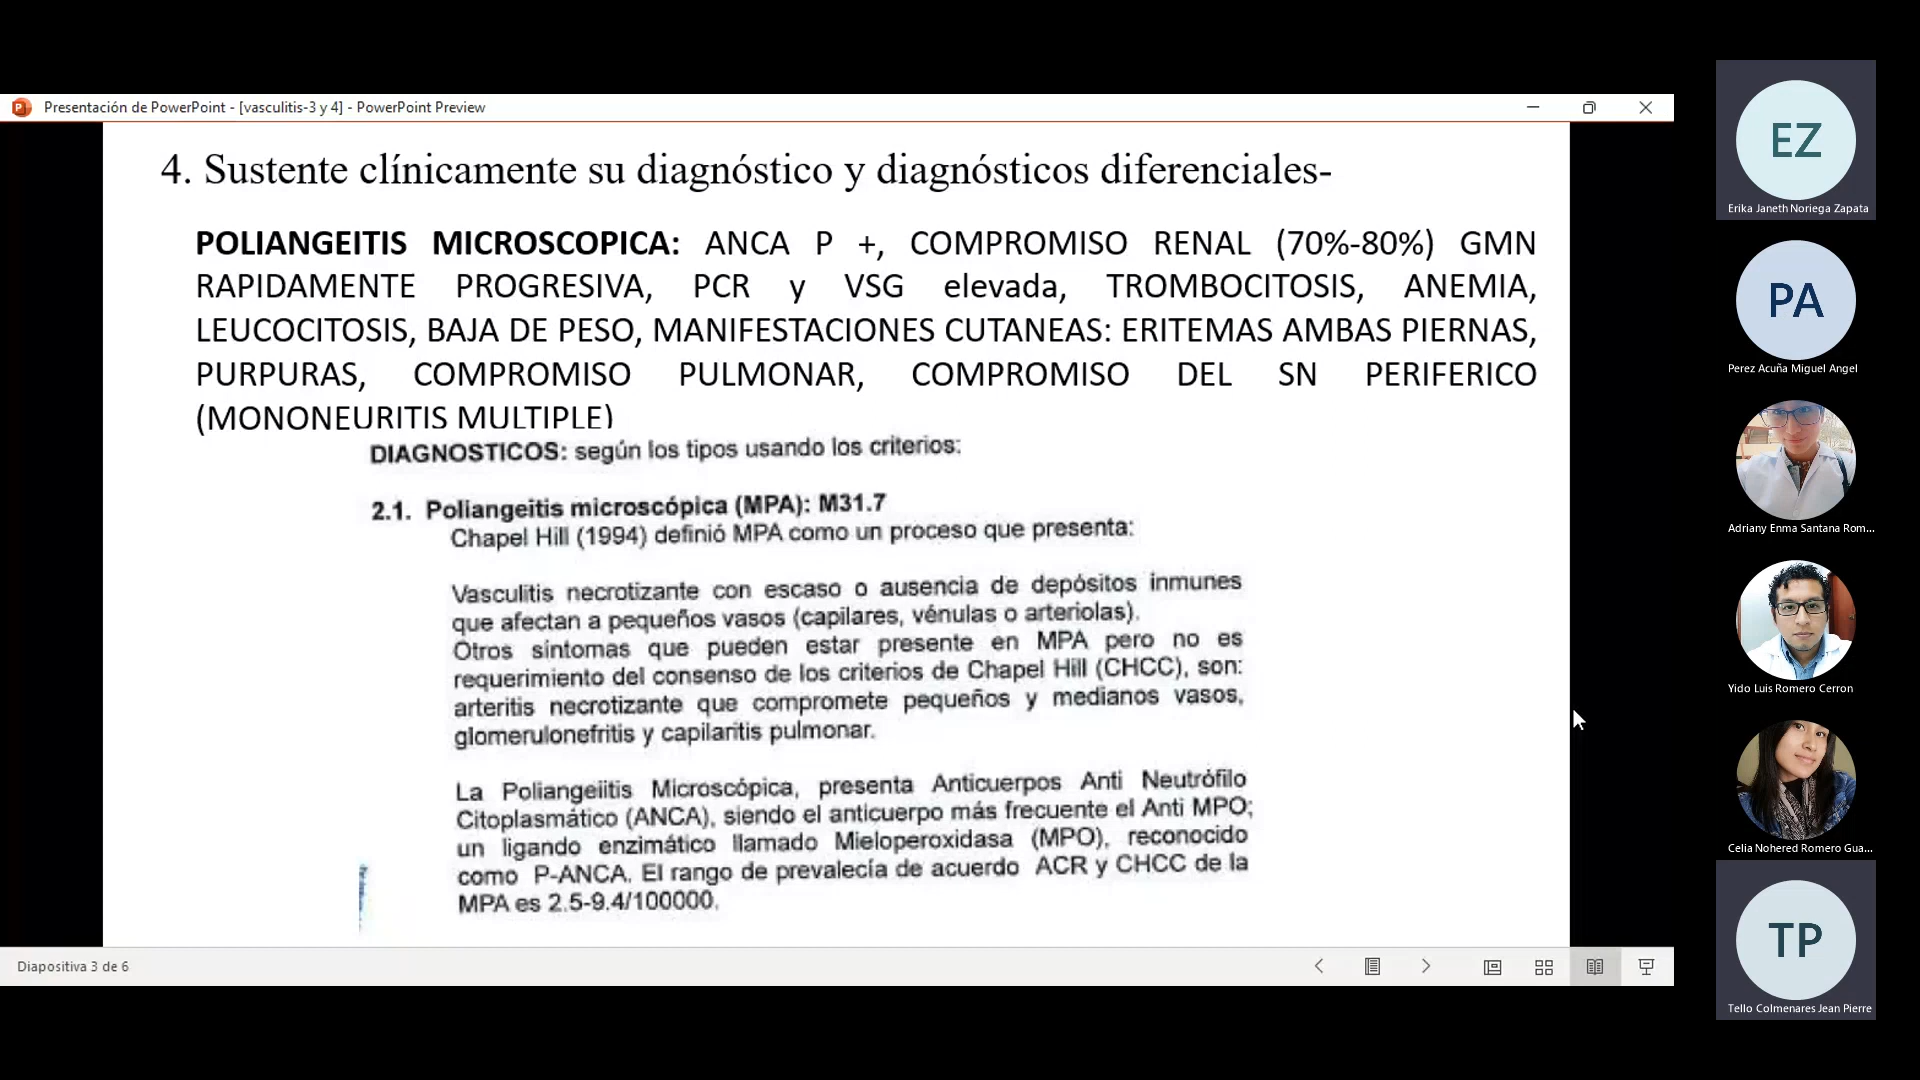 Presentación de PowerPoint - [vasculitis-3 y 4] - PowerPoint Preview
4. Sustente clínicamente su diagnóstico y diagnósticos diferenciales-
POLIANGEITIS MICROSCOPICA: ANCA P +, COMPROMISO RENAL (70%-80%) GMN
RAPIDAMENTE PROGRESIVA, PCR y VSG elevada, TROMBOCITOSIS, ANEMIA,
LEUCOCITOSIS, BAJA DE PESO, MANIFESTACIONES CUTANEAS: ERITEMAS AMBAS PIERNAS,
PURPURAS, COMPROMISO PULMONAR, COMPROMISO DEL SN PERIFERICO
(MONONEURITIS MULTIPLE)
DIAGNOSTICOS: según los tipos usando los criterios:
2.1. Poliangeitis microscópica (MPA): M31.7
Chapel Hill (1994) definió MPA como un proceso que presenta:
Vasculitis necrotizante con escaso o ausencia de depósitos inmunes
que afectan a pequeños vasos (capilares, vénulas o arteriolas).
Otros síntomas que pueden estar presente en MPA pero no es
requerimiento del consenso de los criterios de Chapel Hill (CHCC), son:
arteritis necrotizante que compromete pequeños y medianos vasos,
glomerulonefritis y capilaritis pulmonar.
La Poliangeiitis Microscópica, presenta Anticuerpos Anti Neutrófilo
Citoplasmático (ANCA), siendo el anticuerpo más frecuente el Anti MPO;
un ligando enzimático llamado Mieloperoxidasa (MPO), reconocido
como P-ANCA. El rango de prevalecía de acuerdo ACR y CHCC de la
MPA es 2.5-9.4/100000.
Diapositiva 3 de 6
EZ
Erika Janeth Noriega Zapata
PA
Perez Acuña Miguel Angel
Adriany Enma Santana Rom...
Yido Luis Romero Cerron
Celia Nohered Romero Gua...
TP
Tello Colmenares Jean Pierre